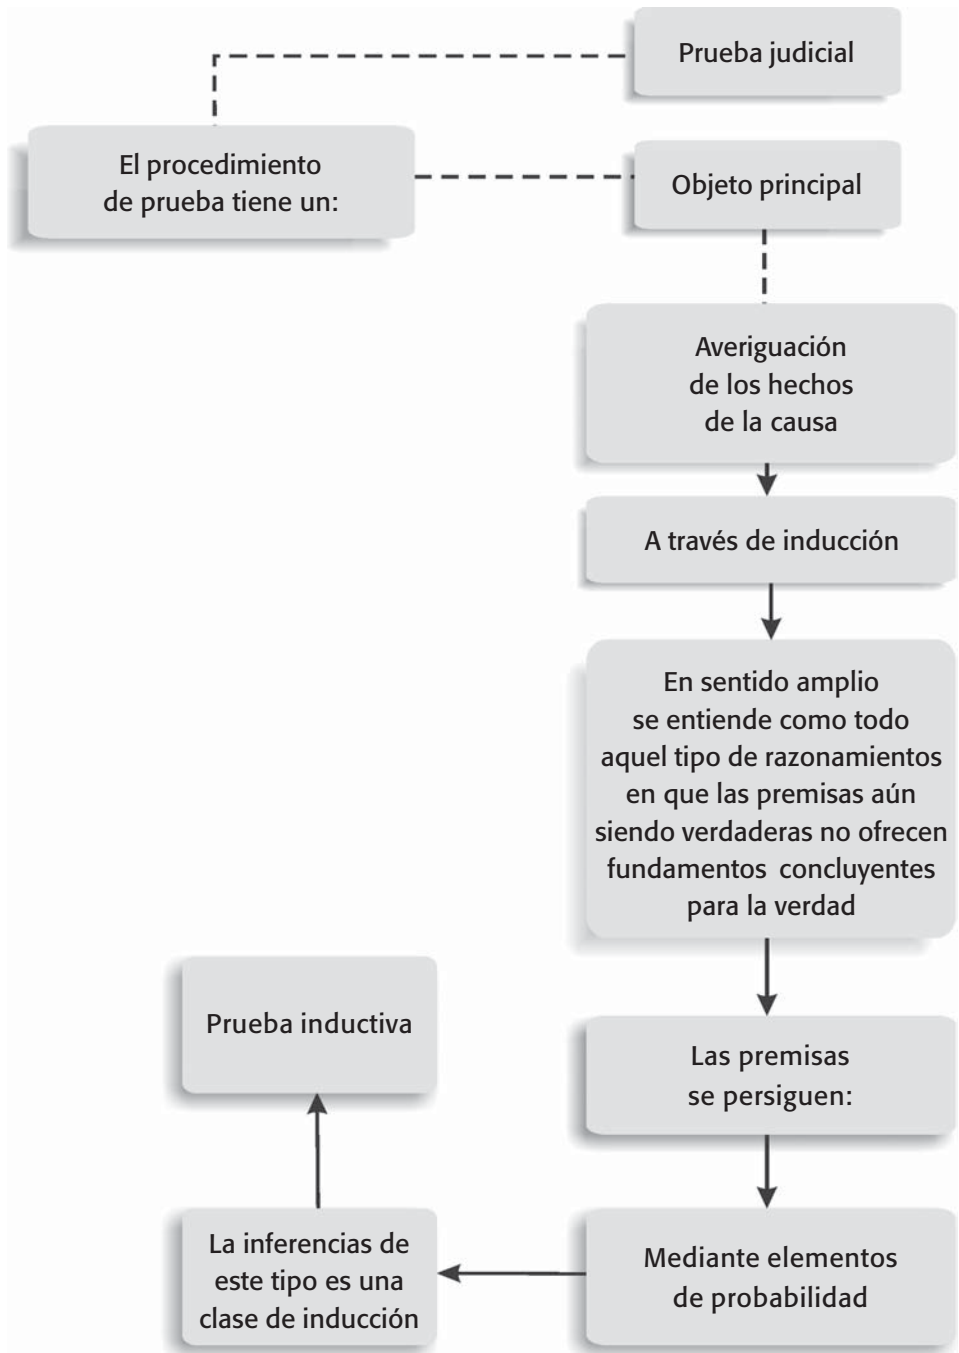 Prueba judicial
El procedimiento
de prueba tiene un:
Objeto principal
Averiguación
de los hechos
de la causa
A través de inducción
En sentido amplio
se entiende como todo
aquel tipo de razonamientos
en que las premisas aún
siendo verdaderas no ofrecen
fundamentos concluyentes
para la verdad
Las premisas
se persiguen:
Mediante elementos
de probabilidad
La inferencias de
este tipo es una
clase de inducción
Prueba inductiva